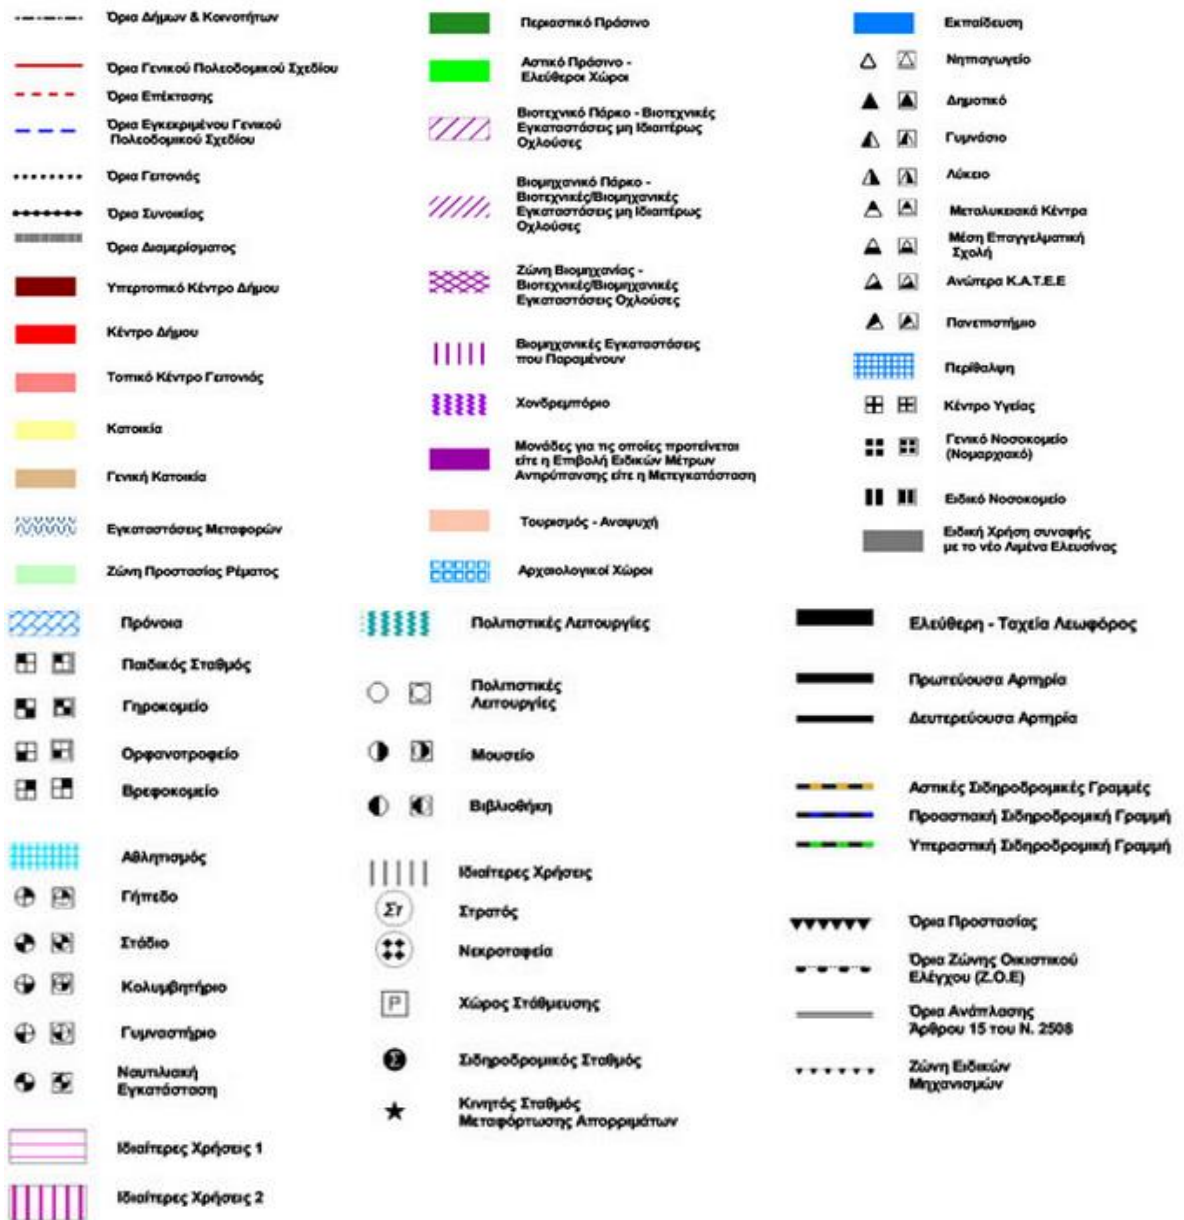 Όρια Δήμων & Κοινοτήτων
Όρια Γενικού Πολεοδομικού Σχεδίου
Όρια Επέκτασης
Όρια Εγκεκριμένου Γενικού
Πολεοδομικού Σχεδίου
Όρια Γειτονιάς
Όρια Συνοικίας
Όρια Διαμερίσματος
Υπερτοπικό Κέντρο Δήμου
Κέντρο Δήμου
Τοπικό Κέντρο Γειτονιάς
Κατοικία
Γενική Κατοικία
Εγκαταστάσεις Μεταφορών
Ζώνη Προστασίας Ρέματος
Περιαστικό Πράσινο
Αστικό Πράσινο -
Ελεύθεροι Χώροι
Βιοτεχνικό Πάρκο - Βιοτεχνικές
Εγκαταστάσεις μη Ιδιαιτέρως
Οχλούσες
Βιομηχανικό Πάρκο -
Βιοτεχνικές/Βιομηχανικές
Εγκαταστάσεις μη Ιδιαιτέρως
Οχλούσες
Ζώνη Βιομηχανίας -
Βιοτεχνικές/Βιομηχανικές
Εγκαταστάσεις Οχλούσες
Βιομηχανικές Εγκαταστάσεις
που Παραμένουν
Χονδρεμπόριο
Μονάδες για τις οποίες προτείνεται
είτε η Επιβολή Ειδικών Μέτρων
Αντιρύπανσης είτε η Μετεγκατάσταση
Τουρισμός - Αναψυχή
Αρχαιολογικοί Χώροι
Εκπαίδευση
Νηπιαγωγείο
Δημοτικό
Γυμνάσιο
Λύκειο
Μεταλυκειακά Κέντρα
Μέση Επαγγελματική
Σχολή
Ανώτερα Κ.Α.Τ.Ε.Ε
Πανεπιστήμιο
Περίθαλψη
Κέντρο Υγείας
Γενικό Νοσοκομείο
(Νομαρχιακό)
Ειδικό Νοσοκομείο
Ειδική Χρήση συναφής
με το νέο Λιμένα Ελευσίνας
Πρόνοια
Παιδικός Σταθμός
Γηροκομείο
Ορφανοτροφείο
Βρεφοκομείο
Αθλητισμός
Γήπεδο
Στάδιο
Κολυμβητήριο
Γυμναστήριο
Ναυτιλιακή
Εγκατάσταση
Ιδιαίτερες Χρήσεις 1
Ιδιαίτερες Χρήσεις 2
Πολιτιστικές Λειτουργίες
Πολιτιστικές
Λειτουργίες
Μουσείο
Βιβλιοθήκη
Ιδιαίτερες Χρήσεις
Στ Στρατός
Νεκροταφεία
P Χώρος Στάθμευσης
Σ Σιδηροδρομικός Σταθμός
Κινητός Σταθμός
Μεταφόρτωσης Απορριμάτων
Ελεύθερη - Ταχεία Λεωφόρος
Πρωτεύουσα Αρτηρία
Δευτερεύουσα Αρτηρία
Αστικές Σιδηροδρομικές Γραμμές
Προαστιακή Σιδηροδρομική Γραμμή
Υπεραστική Σιδηροδρομική Γραμμή
Όρια Προστασίας
Όρια Ζώνης Οικιστικού
Ελέγχου (Ζ.Ο.Ε)
Όρια Ανάπλασης
Άρθρου 15 του Ν. 2508
Ζώνη Ειδικών
Μηχανισμών